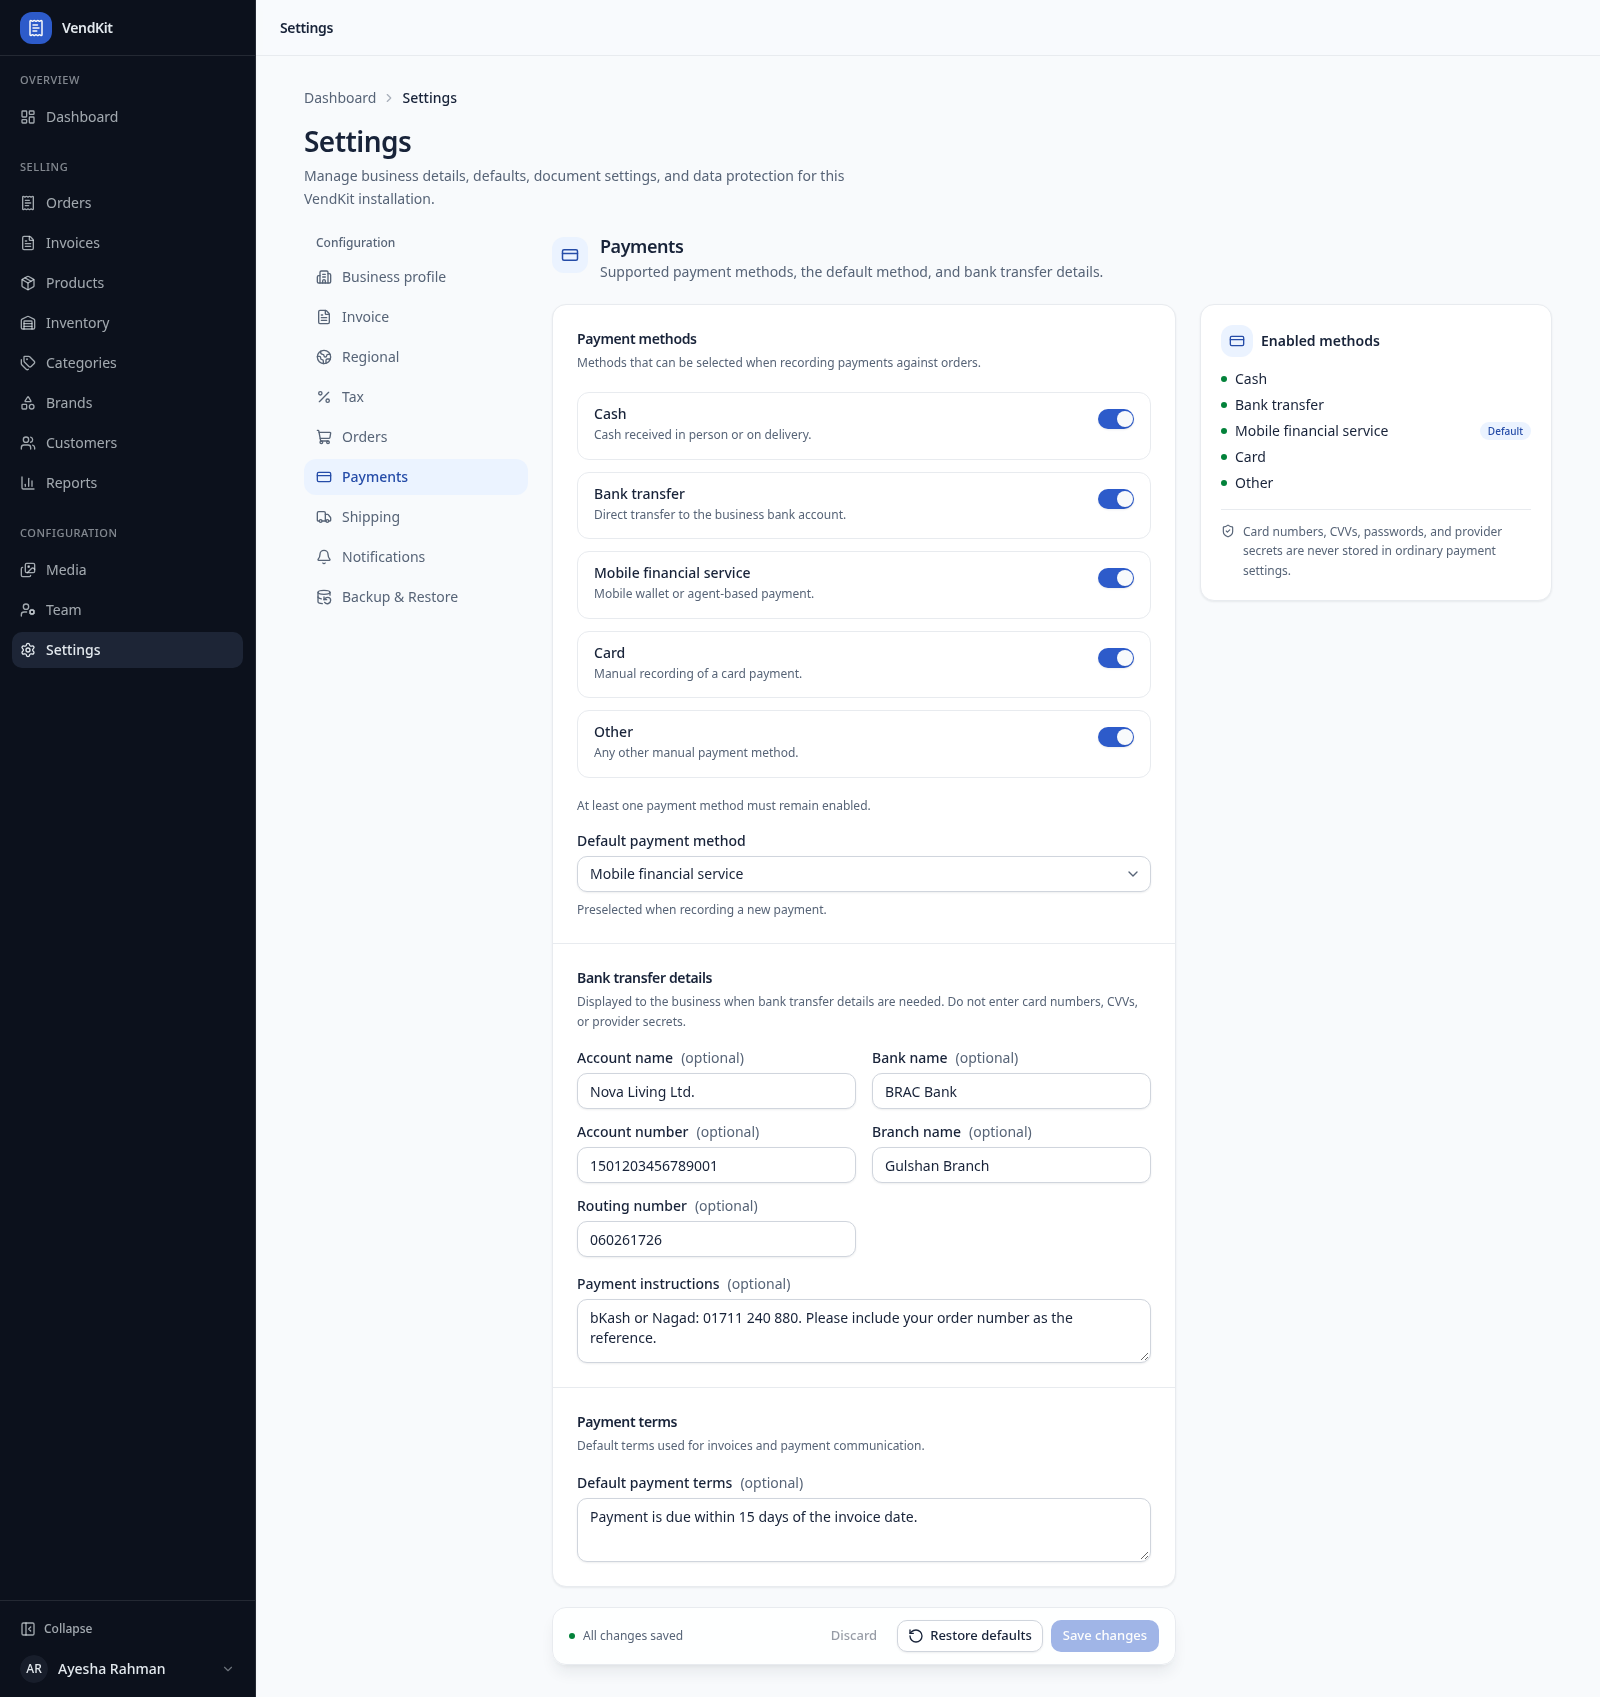 VendKit
OVERVIEW
Dashboard
SELLING
Orders
Invoices
Products
Inventory
Categories
Brands
Customers
Reports
CONFIGURATION
Media
Team
Settings
Collapse
AR
Ayesha Rahman
Settings
Dashboard
Settings
Settings
Manage business details, defaults, document settings, and data protection for this
VendKit installation.
Configuration
Business profile
Invoice
Regional
Tax
Orders
Payments
Shipping
Notifications
Backup & Restore
Payments
Supported payment methods, the default method, and bank transfer details.
Payment methods
Methods that can be selected when recording payments against orders.
Cash
Cash received in person or on delivery.
Bank transfer
Direct transfer to the business bank account.
Mobile financial service
Mobile wallet or agent-based payment.
Card
Manual recording of a card payment.
Other
Any other manual payment method.
At least one payment method must remain enabled.
Default payment method
Mobile financial service
Preselected when recording a new payment.
Bank transfer details
Displayed to the business when bank transfer details are needed. Do not enter card numbers, CVVs,
or provider secrets.
Account name (optional)
Nova Living Ltd.
Bank name (optional)
BRAC Bank
Account number (optional)
1501203456789001
Branch name (optional)
Gulshan Branch
Routing number (optional)
060261726
Payment instructions (optional)
bKash or Nagad: 01711 240 880. Please include your order number as the
reference.
Payment terms
Default terms used for invoices and payment communication.
Default payment terms (optional)
Payment is due within 15 days of the invoice date.
All changes saved
Discard
Restore defaults
Save changes
Enabled methods
Cash
Bank transfer
Mobile financial service
Default
Card
Other
Card numbers, CVVs, passwords, and provider
secrets are never stored in ordinary payment
settings.